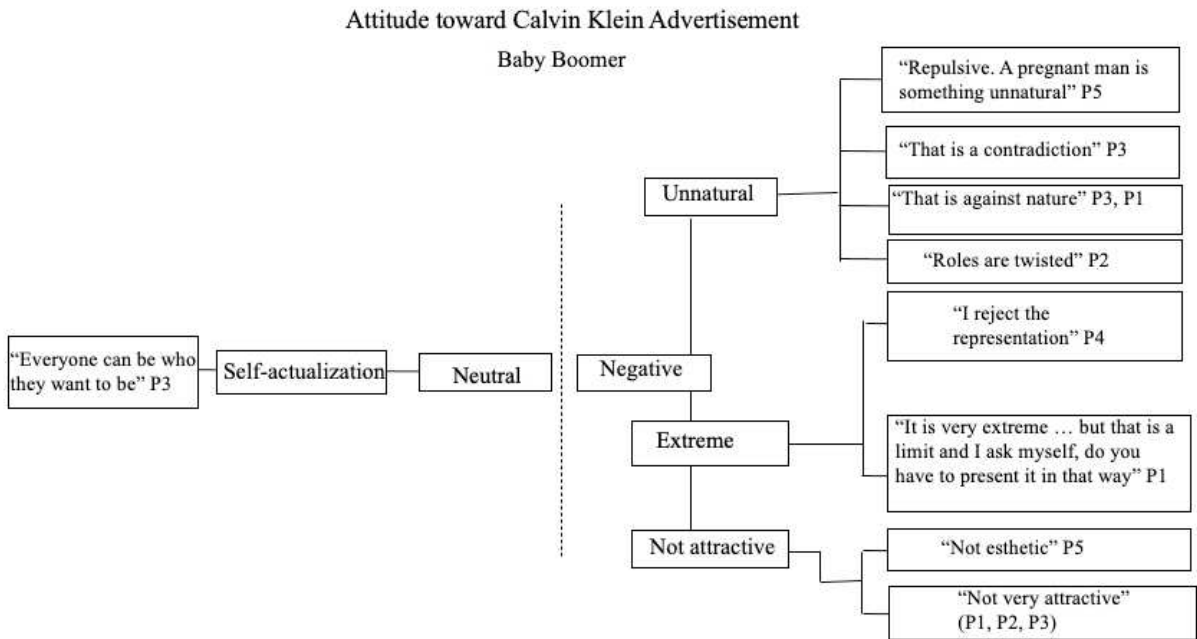 Attitude toward Calvin Klein Advertisement
Baby Boomer
“Everyone can be who
they want to be” P3
Self-actualization
Neutral
Negative
Unnatural
“Repulsive. A pregnant man is
something unnatural” P5
“That is a contradiction” P3
“That is against nature” P3, P1
“Roles are twisted” P2
Extreme
“I reject the
representation” P4
“It is very extreme … but that is a
limit and I ask myself, do you
have to present it in that way” P1
Not attractive
“Not esthetic” P5
“Not very attractive”
(P1, P2, P3)